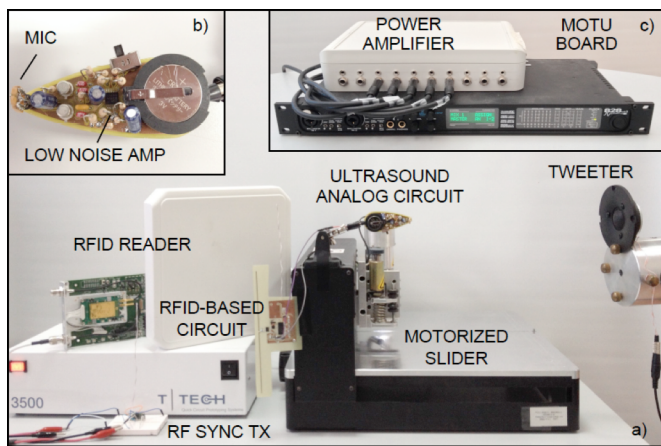 b)
MIC
LOW NOISE AMP
POWER
AMPLIFIER
MOTU
BOARD
c)
828
ULTRASOUND
ANALOG CIRCUIT
TWEETER
RFID READER
RFID-BASED
CIRCUIT
MOTORIZED
SLIDER
3500
T TECH
RF SYNC TX
a)